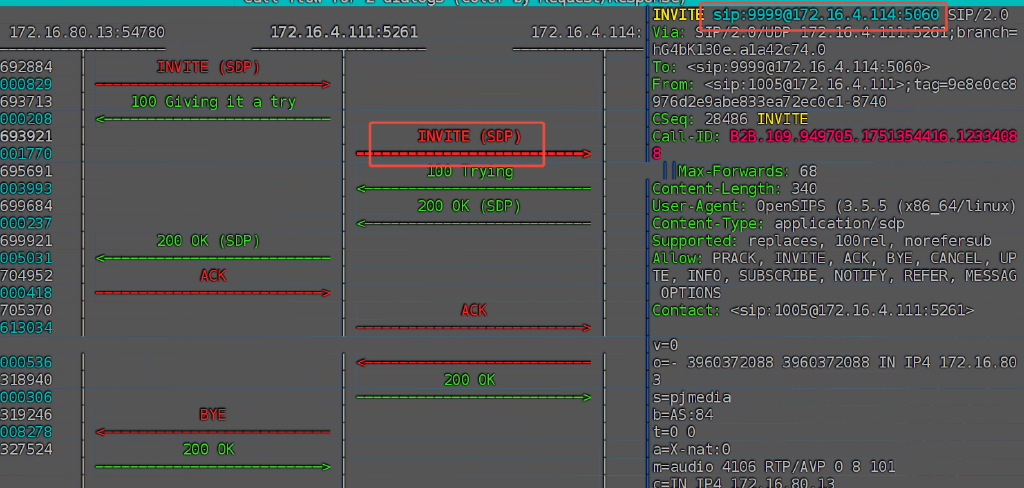 Call flow for 2 dialogs (Color by Request/Response)
172.16.80.13:54780 172.16.4.111:5261 172.16.4.114:
692884 INVITE (SDP)
000829
693713 100 Giving it a try
000208
693921 INVITE (SDP)
001770
695691 100 Trying
003993
699684 200 OK (SDP)
000237
699921 200 OK (SDP)
005031
704952 ACK
000418
705370 ACK
613034
000536
318940 200 OK
000306
319246 BYE
008278
327524 200 OK
INVITE sip:9999@172.16.4.114:5060 SIP/2.0
Via: SIP/2.0/UDP 172.16.4.111:5261;branch=
hG4bK130e.a1a42c74.0
To: <sip:9999@172.16.4.114:5060>
From: <sip:1005@172.16.4.111>;tag=9e8e0ce8
976d2e9abe833ea72ec0c1-8740
CSeq: 28486 INVITE
Call-ID: B2B.109.949705.1751354416.1233408
8
Max-Forwards: 68
Content-Length: 340
User-Agent: OpenSIPS (3.5.5 (x86_64/linux)
Content-Type: application/sdp
Supported: replaces, 100rel, norefersub
Allow: PRACK, INVITE, ACK, BYE, CANCEL, UP
TE, INFO, SUBSCRIBE, NOTIFY, REFER, MESSAG
OPTIONS
Contact: <sip:1005@172.16.4.111:5261>
v=0
o=- 3960372088 3960372088 IN IP4 172.16.80
3
s=pjmedia
b=AS:84
t=0 0
a=X-nat:0
m=audio 4106 RTP/AVP 0 8 101
c=IN IP4 172.16.80.13